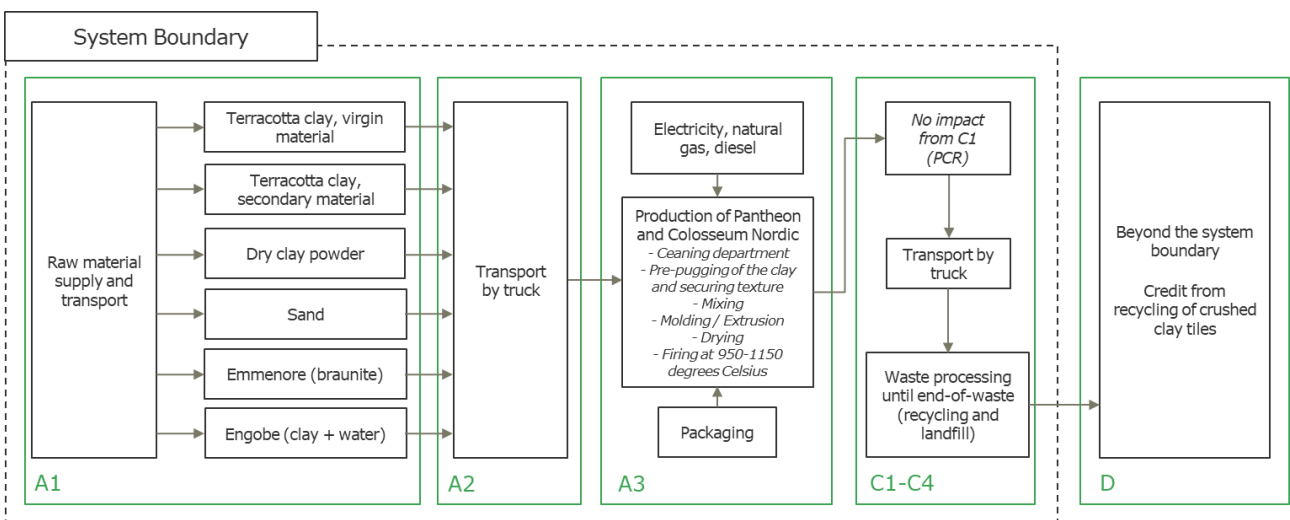 System Boundary
Raw material
supply and
transport
Terracotta clay, virgin
material
Terracotta clay,
secondary material
Dry clay powder
Sand
Emmenore (braunite)
Engobe (clay + water)
A1
Transport
by truck
A2
Electricity, natural
gas, diesel
Production of Pantheon
and Colosseum Nordic
- Ceaning department
- Pre-pugging of the clay
and securing texture
- Mixing
- Molding / Extrusion
- Drying
- Firing at 950-1150
degrees Celsius
Packaging
A3
No impact
from C1
(PCR)
Transport by
truck
Waste processing
until end-of-waste
(recycling and
landfill)
C1-C4
Beyond the system
boundary
Credit from
recycling of crushed
clay tiles
D